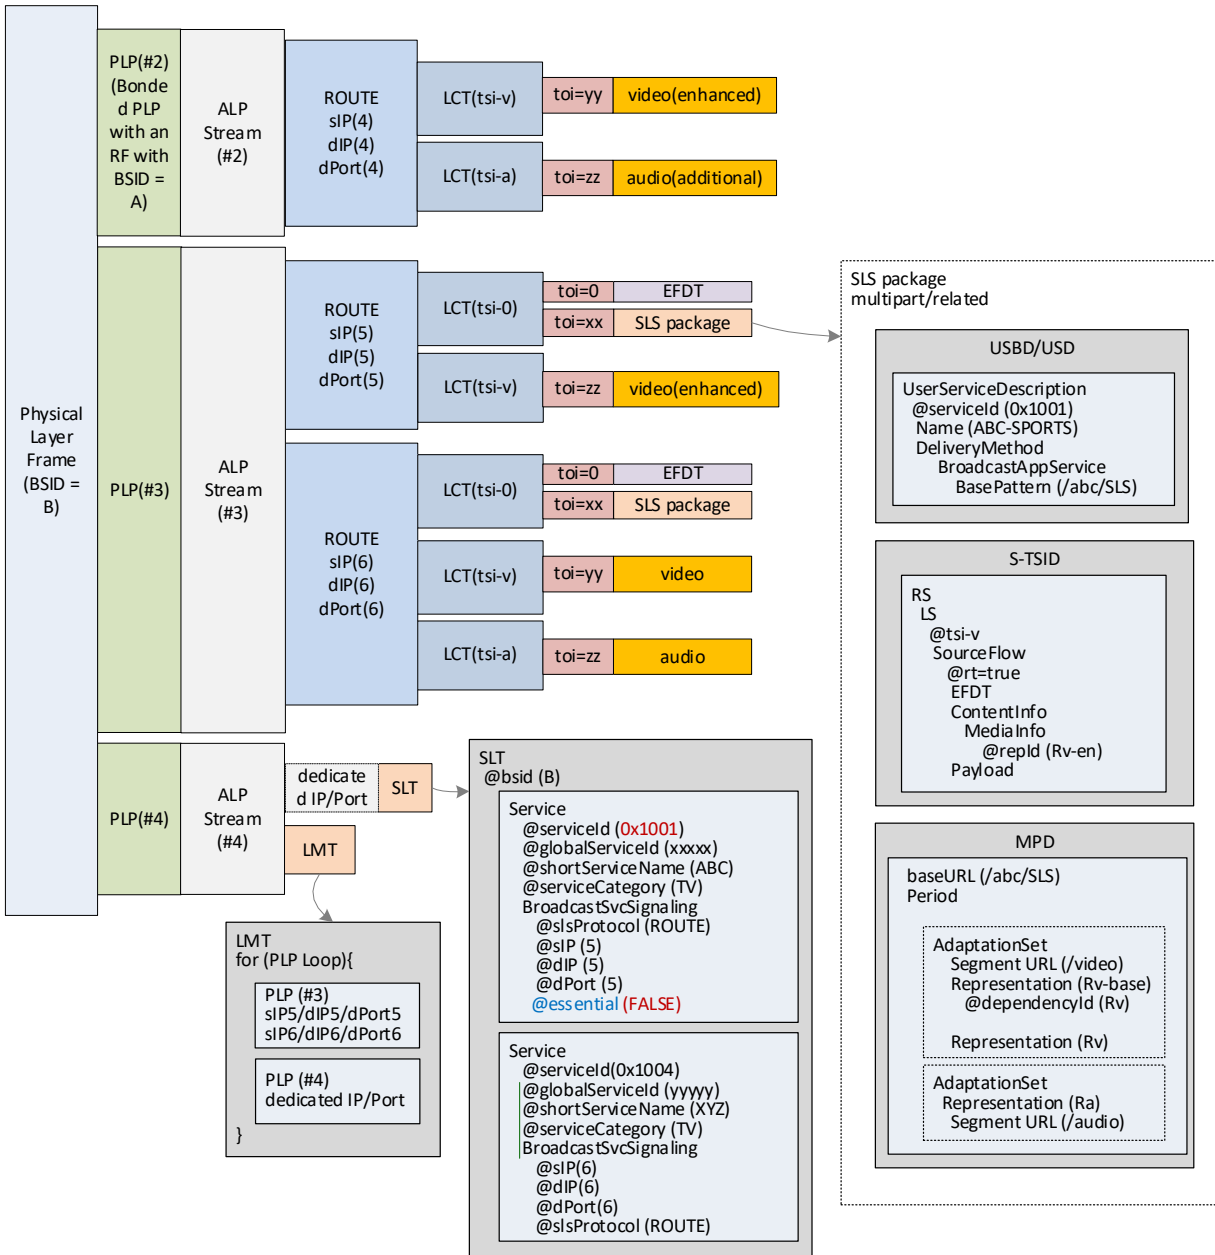 Physical
Layer
Frame
(BSID =
B)
PLP(#2)
(Bonde
d PLP
with an
RF with
BSID =
A)
ALP
Stream
(#2)
ROUTE
sIP(4)
dIP(4)
dPort(4)
LCT(tsi-v)
toi=yy
video(enhanced)
LCT(tsi-a)
toi=zz
audio(additional)
PLP(#3)
ALP
Stream
(#3)
ROUTE
sIP(5)
dIP(5)
dPort(5)
LCT(tsi-0)
toi=0
EFDT
toi=xx
SLS package
LCT(tsi-v)
toi=zz
video(enhanced)
ROUTE
sIP(6)
dIP(6)
dPort(6)
LCT(tsi-0)
toi=0
EFDT
toi=xx
SLS package
LCT(tsi-v)
toi=yy
video
LCT(tsi-a)
toi=zz
audio
PLP(#4)
ALP
Stream
(#4)
dedicate
d IP/Port
SLT
LMT
LMT
for (PLP Loop){
PLP (#3)
sIP5/dIP5/dPort5
sIP6/dIP6/dPort6
PLP (#4)
dedicated IP/Port
}
SLT
@bsid (B)
Service
@serviceId (0x1001)
@globalServiceId (xxxxx)
@shortServiceName (ABC)
@serviceCategory (TV)
BroadcastSvcSignaling
@slsProtocol (ROUTE)
@sIP (5)
@dIP (5)
@dPort (5)
@essential (FALSE)
Service
@serviceId(0x1004)
@globalServiceId (yyyyy)
@shortServiceName (XYZ)
@serviceCategory (TV)
BroadcastSvcSignaling
@sIP(6)
@dIP(6)
@dPort(6)
@slsProtocol (ROUTE)
SLS package
multipart/related
USBD/USD
UserServiceDescription
@serviceId (0x1001)
Name (ABC-SPORTS)
DeliveryMethod
BroadcastAppService
BasePattern (/abc/SLS)
S-TSID
RS
LS
@tsi-v
SourceFlow
@rt=true
EFDT
ContentInfo
MediaInfo
@repId (Rv-en)
Payload
MPD
baseURL (/abc/SLS)
Period
AdaptationSet
Segment URL (/video)
Representation (Rv-base)
@dependencyId (Rv)
Representation (Rv)
AdaptationSet
Representation (Ra)
Segment URL (/audio)